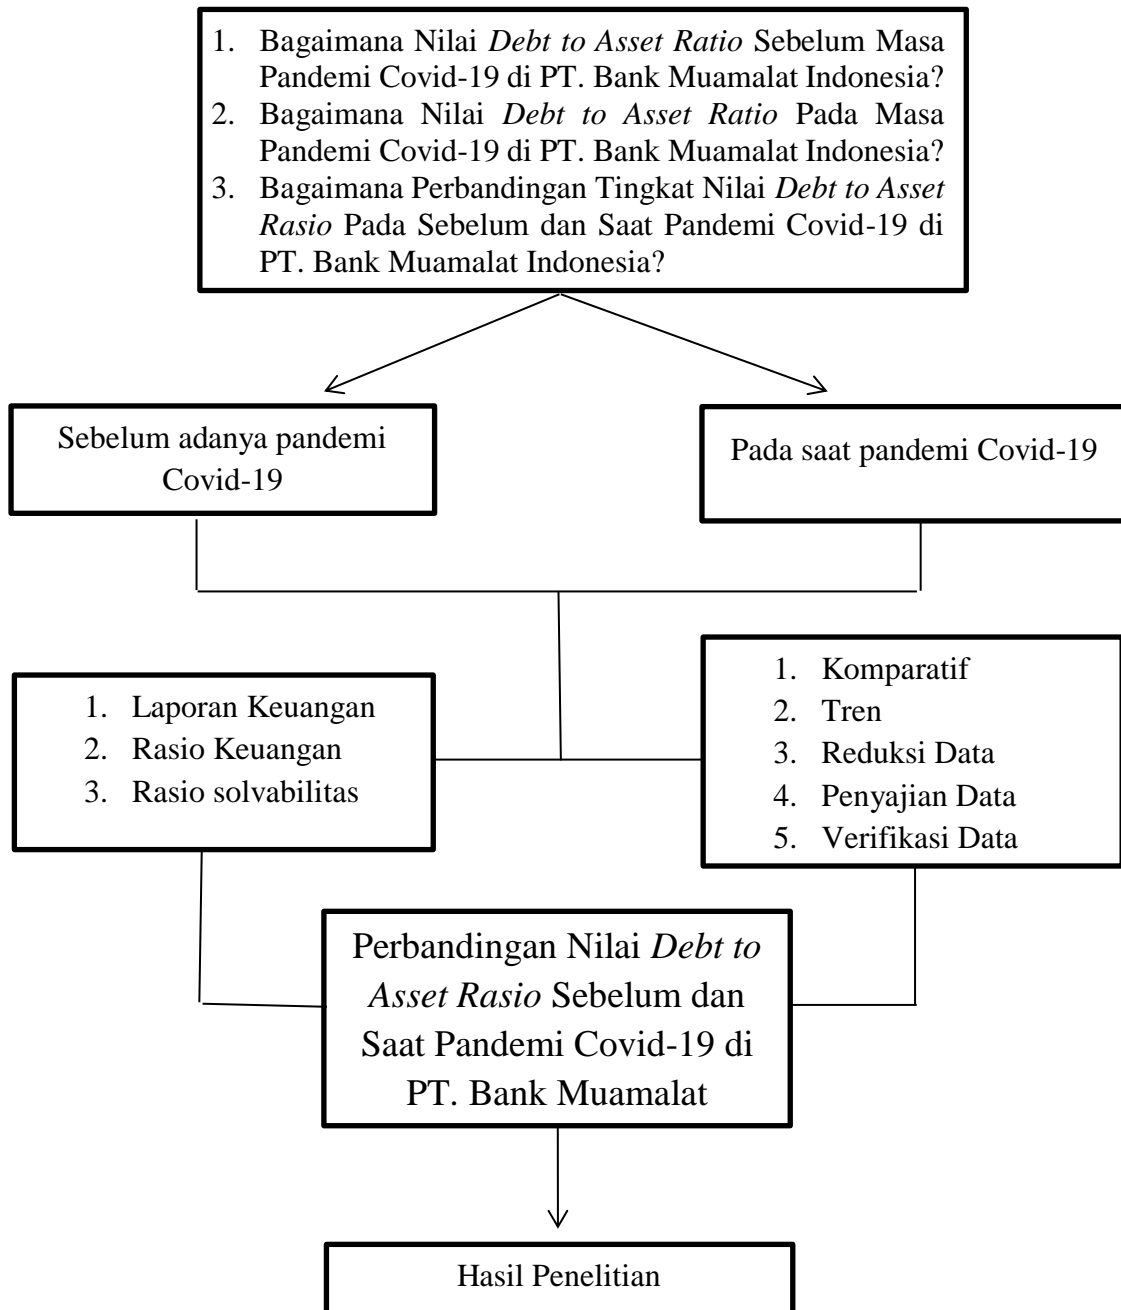 1. Bagaimana Nilai Debt to Asset Ratio Sebelum Masa
Pandemi Covid-19 di PT. Bank Muamalat Indonesia?
2. Bagaimana Nilai Debt to Asset Ratio Pada Masa
Pandemi Covid-19 di PT. Bank Muamalat Indonesia?
3. Bagaimana Perbandingan Tingkat Nilai Debt to Asset
Rasio Pada Sebelum dan Saat Pandemi Covid-19 di
PT. Bank Muamalat Indonesia?
Sebelum adanya pandemi
Covid-19
Pada saat pandemi Covid-19
1. Laporan Keuangan
2. Rasio Keuangan
3. Rasio solvabilitas
1. Komparatif
2. Tren
3. Reduksi Data
4. Penyajian Data
5. Verifikasi Data
Perbandingan Nilai Debt to
Asset Rasio Sebelum dan
Saat Pandemi Covid-19 di
PT. Bank Muamalat
Hasil Penelitian